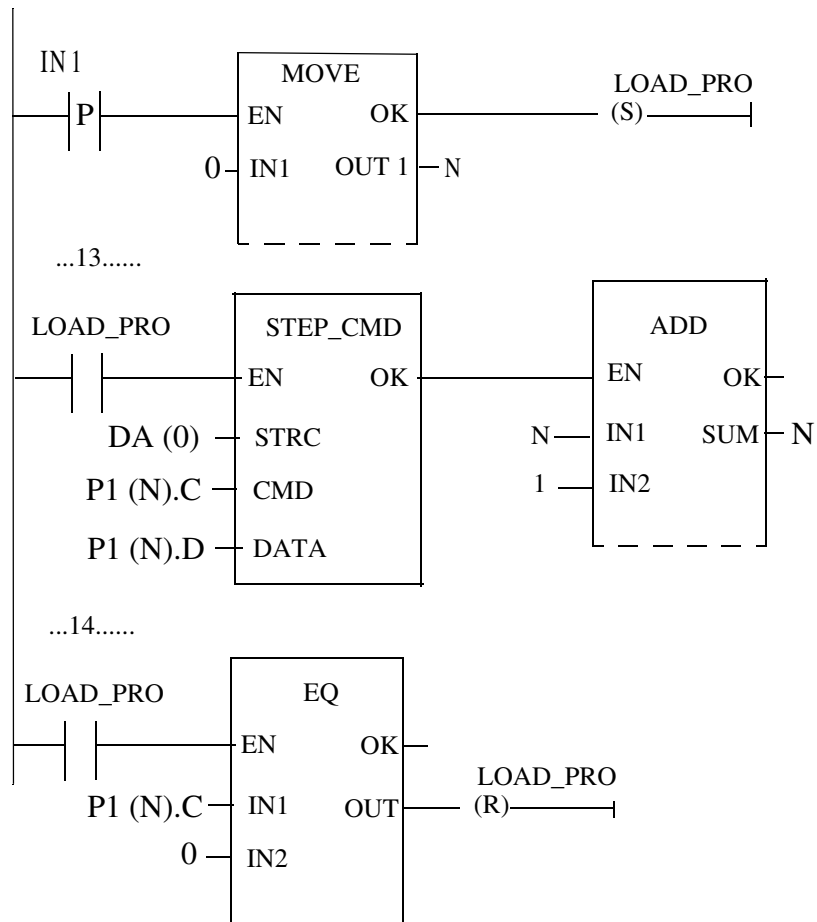 IN1
MOVE
LOAD_PRO
P
EN OK
(S)
0 IN1 OUT 1 N
...13......
LOAD_PRO
STEP_CMD
ADD
EN OK
EN OK
DA (0) STRC
N IN1 SUM N
P1 (N).C CMD
1 IN2
P1 (N).D DATA
...14......
LOAD_PRO
EQ
EN OK
LOAD_PRO
P1 (N).C IN1 OUT (R)
0 IN2